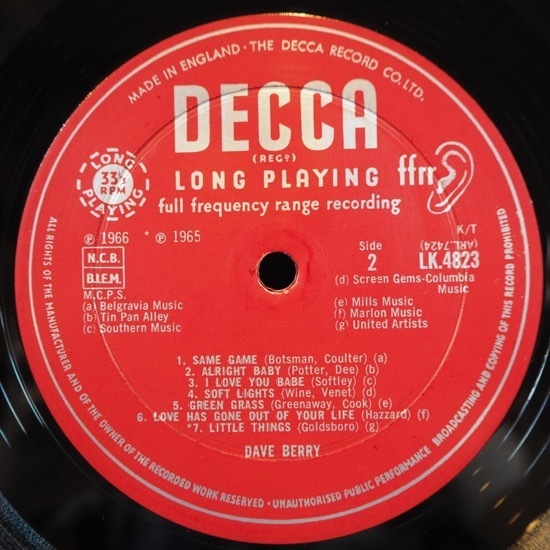 MADE IN ENGLAND · THE DECCA RECORD CO. LTD.
DECCA
(REGD)
LONG PLAYING
33⅓
RPM
LONG PLAYING
ffrr
full frequency range recording
℗ 1966 * ℗ 1965
N.C.B.
B.I.E.M.
M.C.P.S.
(a) Belgravia Music
(b) Tin Pan Alley
(c) Southern Music
T/K
(ARL.7424)
Side
2
LK.4823
(d) Screen Gems-Columbia
Music
(e) Mills Music
(f) Marlon Music
(g) United Artists
1. SAME GAME (Botsman, Coulter) (a)
2. ALRIGHT BABY (Potter, Dee) (b)
3. I LOVE YOU BABE (Softley) (c)
4. SOFT LIGHTS (Wine, Venet) (d)
5. GREEN GRASS (Greenaway, Cook) (e)
6. LOVE HAS GONE OUT OF YOUR LIFE (Hazzard) (f)
*7. LITTLE THINGS (Goldsboro) (g)
DAVE BERRY
ALL RIGHTS OF THE MANUFACTURER AND OF THE OWNER OF THE RECORDED WORK RESERVED · UNAUTHORISED PUBLIC PERFORMANCE BROADCASTING AND COPYING OF THIS RECORD PROHIBITED